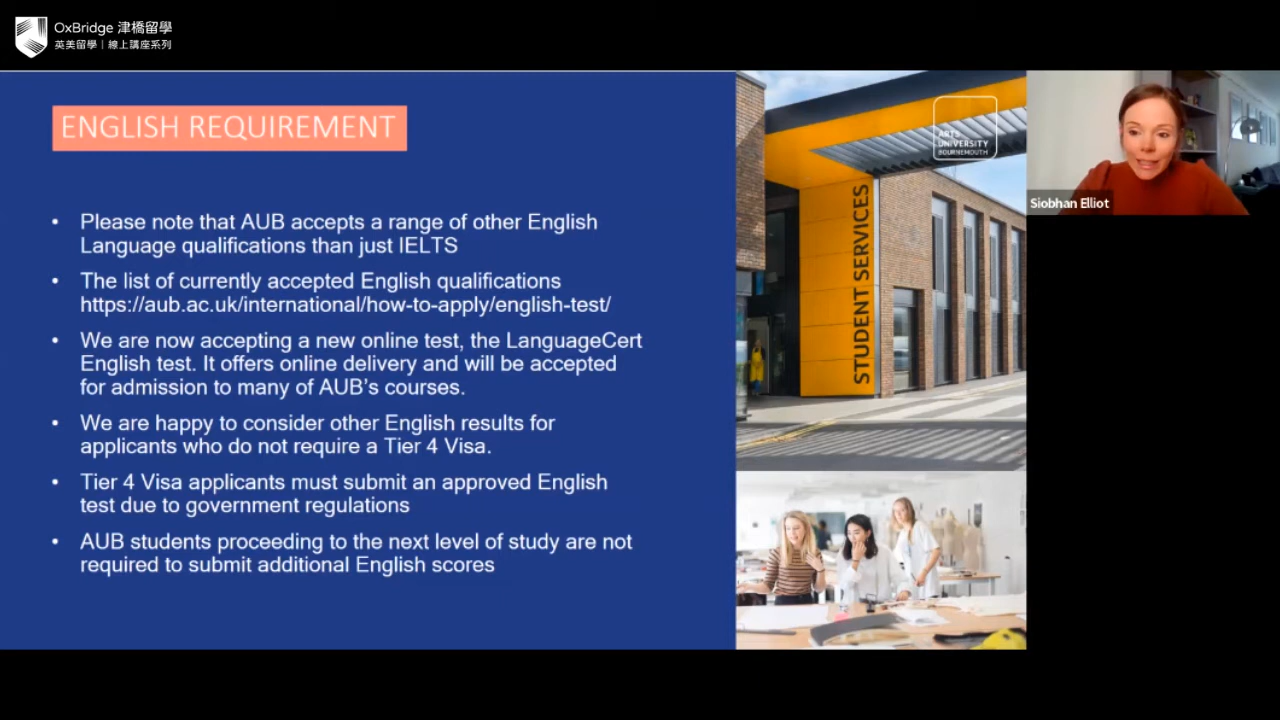 OxBridge 津橋留學
英美留學 | 線上講座系列
ENGLISH REQUIREMENT
• Please note that AUB accepts a range of other English
Language qualifications than just IELTS
• The list of currently accepted English qualifications
https://aub.ac.uk/international/how-to-apply/english-test/
• We are now accepting a new online test, the LanguageCert
English test. It offers online delivery and will be accepted
for admission to many of AUB's courses.
• We are happy to consider other English results for
applicants who do not require a Tier 4 Visa.
• Tier 4 Visa applicants must submit an approved English
test due to government regulations
• AUB students proceeding to the next level of study are not
required to submit additional English scores
ARTS
UNIVERSITY
BOURNEMOUTH
STUDENT SERVICES
Siobhan Elliot